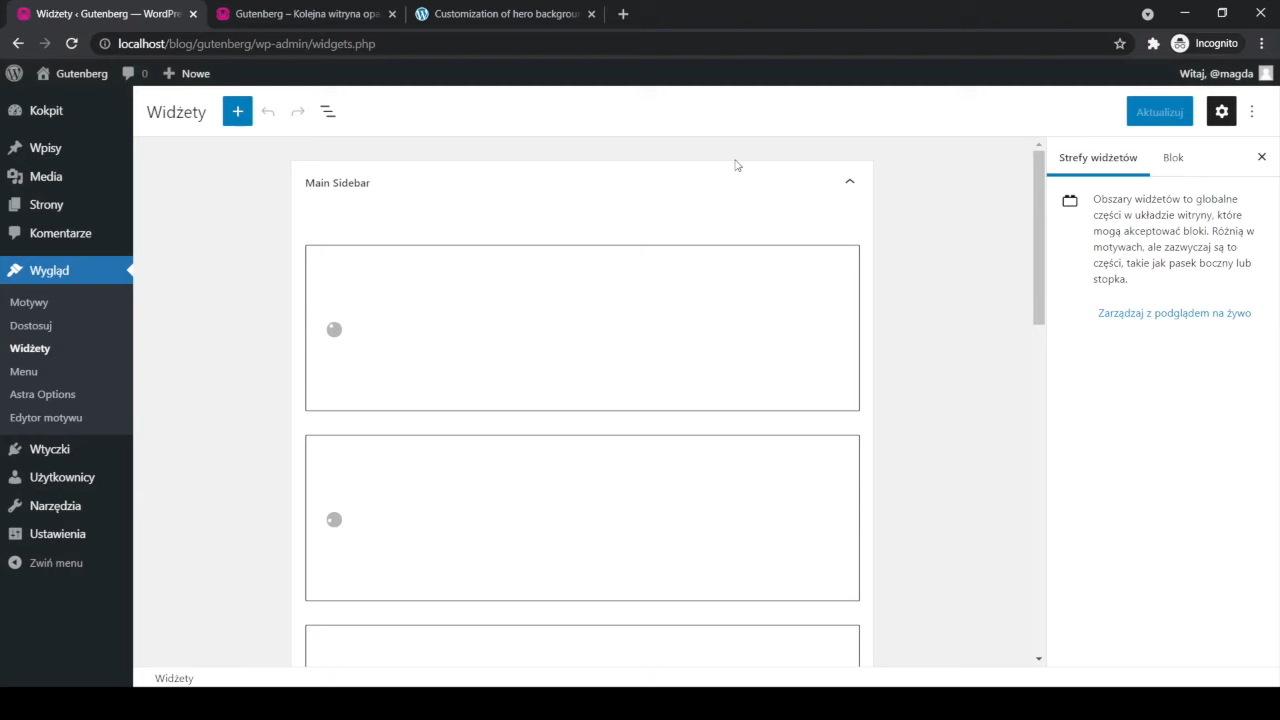 Widżety ‹ Gutenberg — WordPre
Gutenberg – Kolejna witryna opa
Customization of hero backgroun
localhost/blog/gutenberg/wp-admin/widgets.php
Incognito
Gutenberg
0
Nowe
Witaj, @magda
Kokpit
Wpisy
Media
Strony
Komentarze
Wygląd
Motywy
Dostosuj
Widżety
Menu
Astra Options
Edytor motywu
Wtyczki
Użytkownicy
Narzędzia
Ustawienia
Zwiń menu
Widżety
Aktualizuj
Main Sidebar
Strefy widżetów
Blok
Obszary widżetów to globalne
części w układzie witryny, które
mogą akceptować bloki. Różnią w
motywach, ale zazwyczaj są to
części, takie jak pasek boczny lub
stopka.
Zarządzaj z podglądem na żywo
Widżety